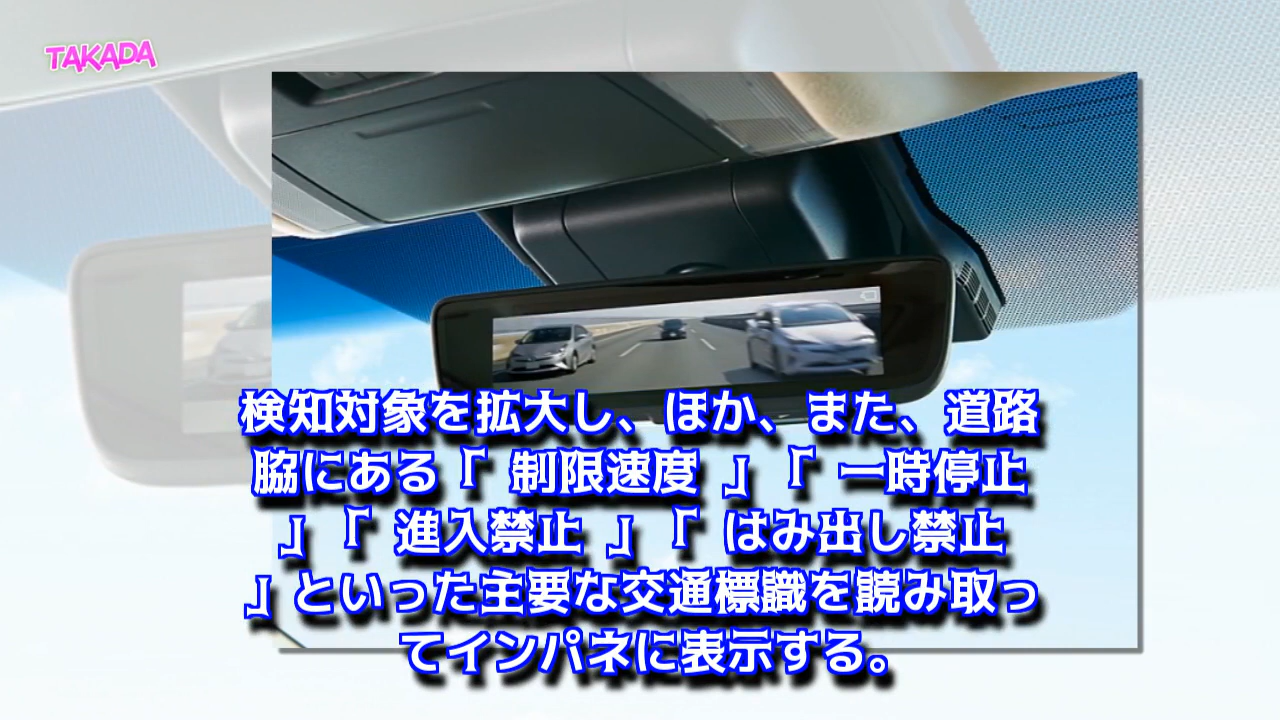 TAKADA
検知対象を拡大し、ほか、また、道路
脇にある『 制限速度 』『 一時停止
』『 進入禁止 』『 はみ出し禁止
』といった主要な交通標識を読み取っ
てインパネに表示する。